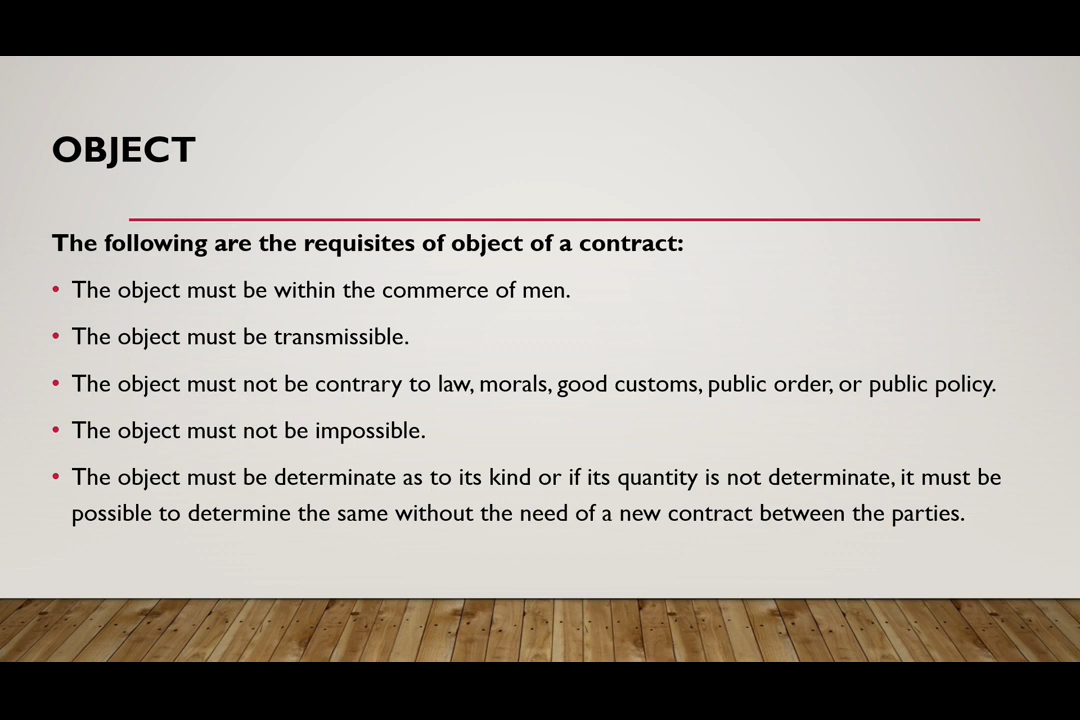 OBJECT
The following are the requisites of object of a contract:
• The object must be within the commerce of men.
• The object must be transmissible.
• The object must not be contrary to law, morals, good customs, public order, or public policy.
• The object must not be impossible.
• The object must be determinate as to its kind or if its quantity is not determinate, it must be
possible to determine the same without the need of a new contract between the parties.